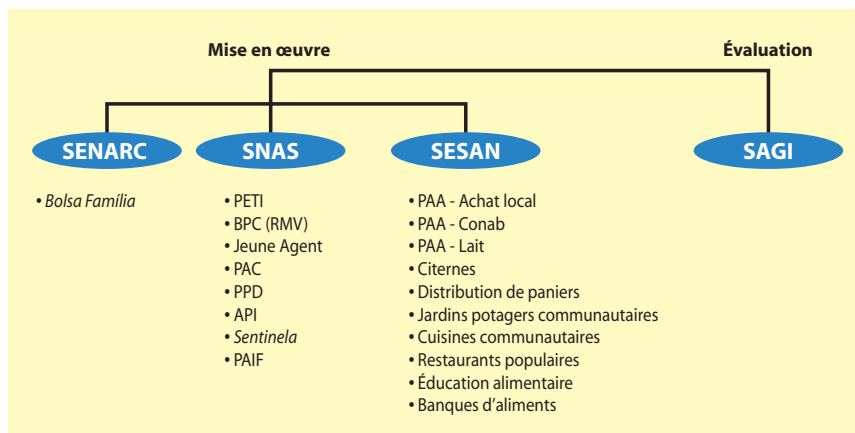 Mise en œuvre
Évaluation
SENARC
SNAS
SESAN
SAGI
• Bolsa Família
• PETI
• BPC (RMV)
• Jeune Agent
• PAC
• PPD
• API
• Sentinela
• PAIF
• PAA - Achat local
• PAA - Conab
• PAA - Lait
• Citernes
• Distribution de paniers
• Jardins potagers communautaires
• Cuisines communautaires
• Restaurants populaires
• Éducation alimentaire
• Banques d’aliments